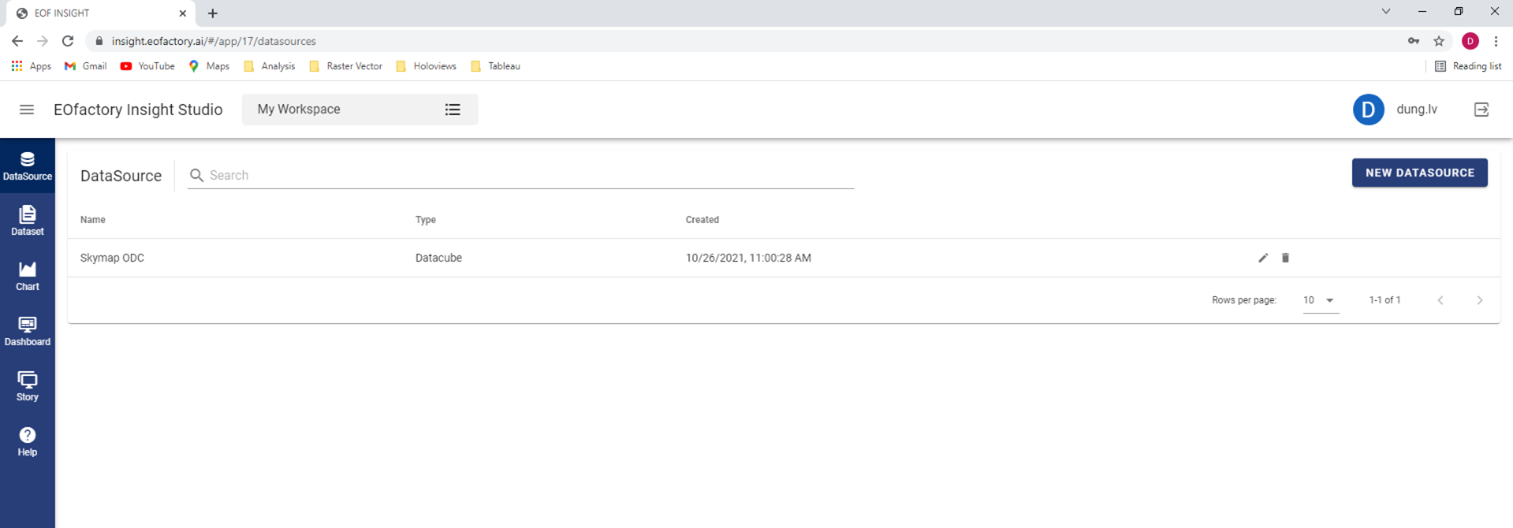 EOF INSIGHT
insight.eofactory.ai/#/app/17/datasources
D
Apps Gmail YouTube Maps Analysis Raster Vector Holoviews Tableau Reading list
EOfactory Insight Studio My Workspace D dung.lv
DataSource
Dataset
Chart
Dashboard
Story
Help
DataSource Search NEW DATASOURCE
Name Type Created
Skymap ODC Datacube 10/26/2021, 11:00:28 AM
Rows per page: 10 1-1 of 1